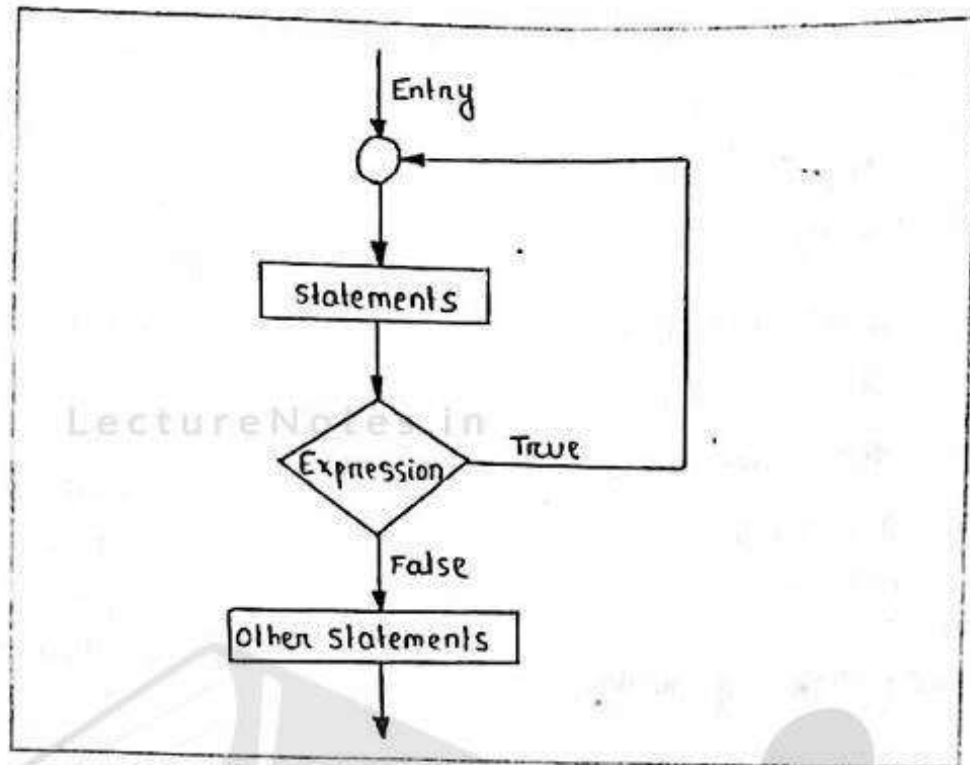 Entry
Statements
LectureNotes.in
Expression
True
False
Other Statements